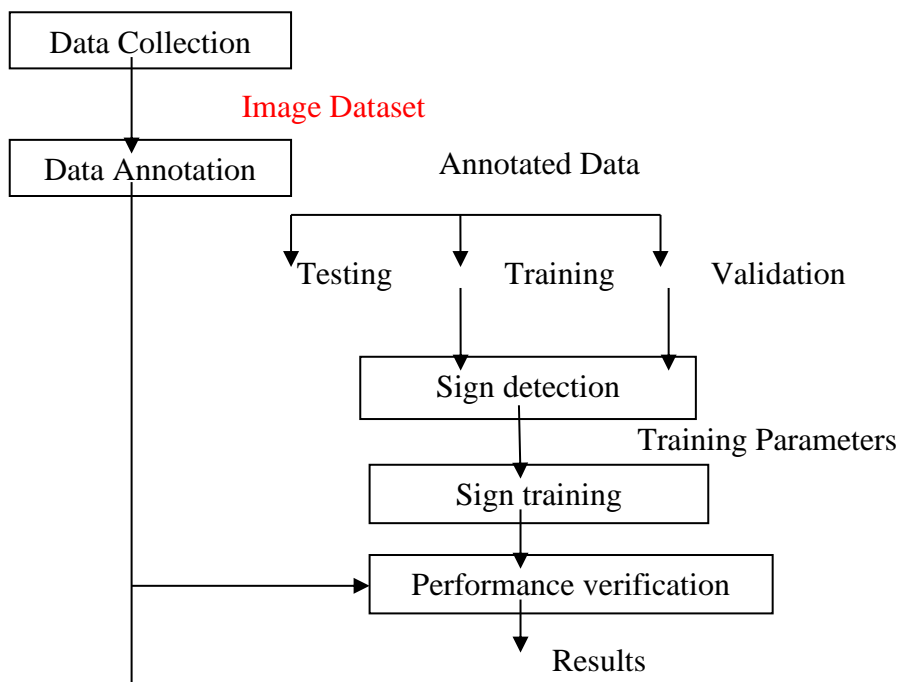 Data Collection
Image Dataset
Data Annotation
Annotated Data
Testing
Training
Validation
Sign detection
Training Parameters
Sign training
Performance verification
Results